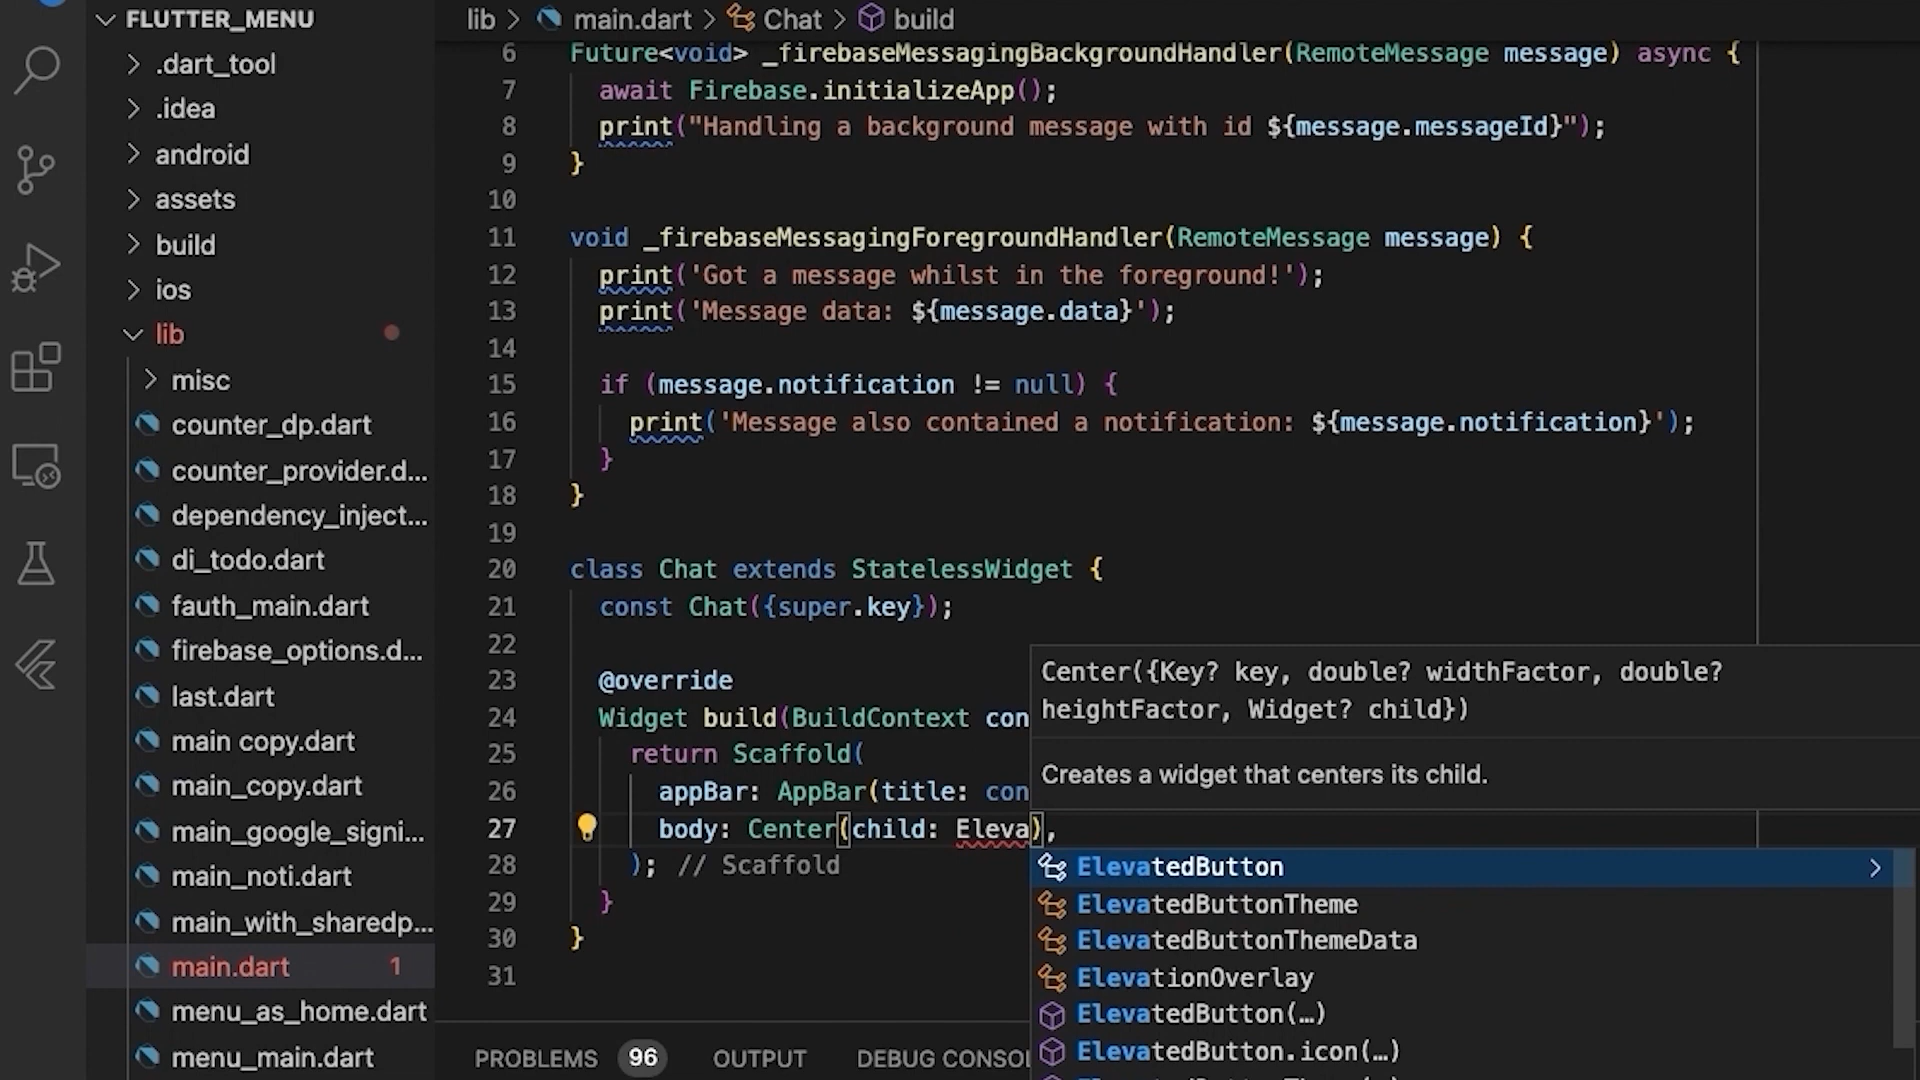 FLUTTER_MENU
.dart_tool
.idea
android
assets
build
ios
lib
misc
counter_dp.dart
counter_provider.d...
dependency_inject...
di_todo.dart
fauth_main.dart
firebase_options.d...
last.dart
main copy.dart
main_copy.dart
main_google_signi...
main_noti.dart
main_with_sharedp...
main.dart 1
menu_as_home.dart
menu_main.dart
lib > main.dart > Chat > build
6 Future<void> _firebaseMessagingBackgroundHandler(RemoteMessage message) async {
7 await Firebase.initializeApp();
8 print("Handling a background message with id ${message.messageId}");
9 }
10
11 void _firebaseMessagingForegroundHandler(RemoteMessage message) {
12 print('Got a message whilst in the foreground!');
13 print('Message data: ${message.data}');
14
15 if (message.notification != null) {
16 print('Message also contained a notification: ${message.notification}');
17 }
18 }
19
20 class Chat extends StatelessWidget {
21 const Chat({super.key});
22
23 @override
24 Widget build(BuildContext con
25 return Scaffold(
26 appBar: AppBar(title: con
27 body: Center(child: Eleva),
28 ); // Scaffold
29 }
30 }
31
Center({Key? key, double? widthFactor, double?
heightFactor, Widget? child})
Creates a widget that centers its child.
ElevatedButton
ElevatedButtonTheme
ElevatedButtonThemeData
ElevationOverlay
ElevatedButton(…)
ElevatedButton.icon(…)
PROBLEMS 96 OUTPUT DEBUG CONSOL